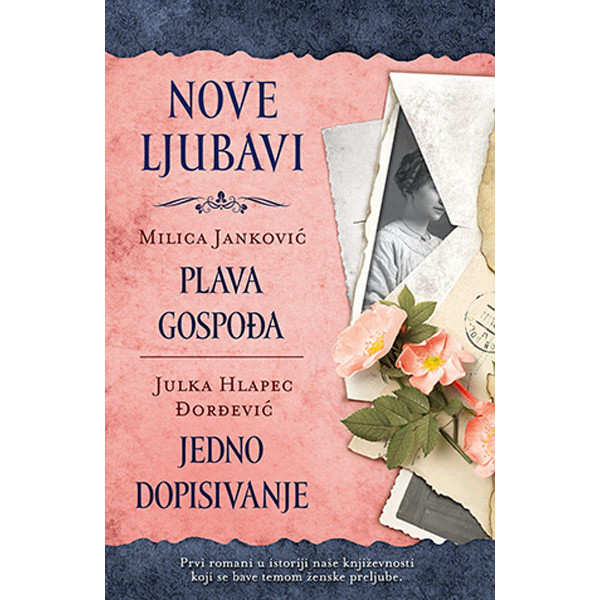 NOVE
LJUBAVI
MILICA JANKOVIĆ
PLAVA
GOSPOĐA
JULKA HLAPEC
ĐORĐEVIĆ
JEDNO
DOPISIVANJE
Prvi romani u istoriji naše književnosti
koji se bave temom ženske preljube.